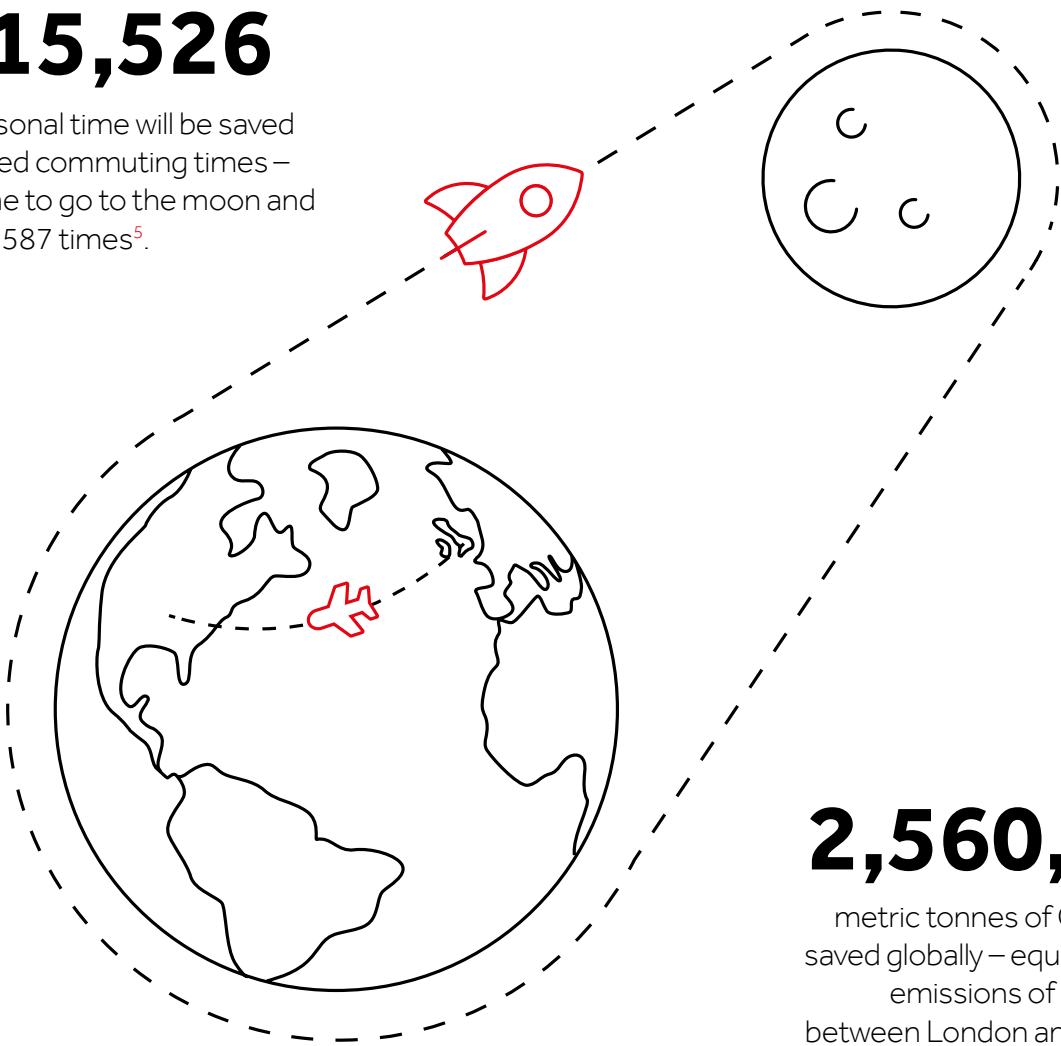 15,526
sonal time will be saved
ed commuting times –
e to go to the moon and
587 times⁵.
2,560,
metric tonnes of
saved globally – equ
emissions of
between London an